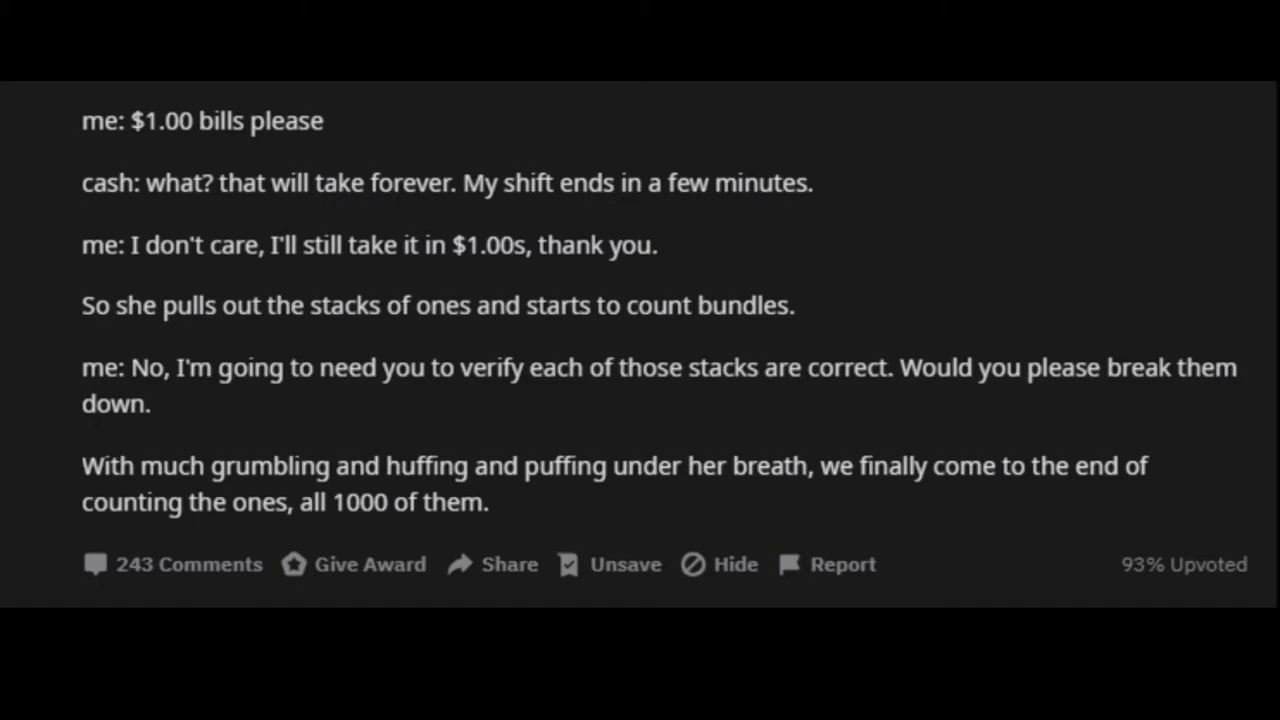 me: $1.00 bills please
cash: what? that will take forever. My shift ends in a few minutes.
me: I don't care, I'll still take it in $1.00s, thank you.
So she pulls out the stacks of ones and starts to count bundles.
me: No, I'm going to need you to verify each of those stacks are correct. Would you please break them
down.
With much grumbling and huffing and puffing under her breath, we finally come to the end of
counting the ones, all 1000 of them.
243 Comments Give Award Share Unsave Hide Report 93% Upvoted